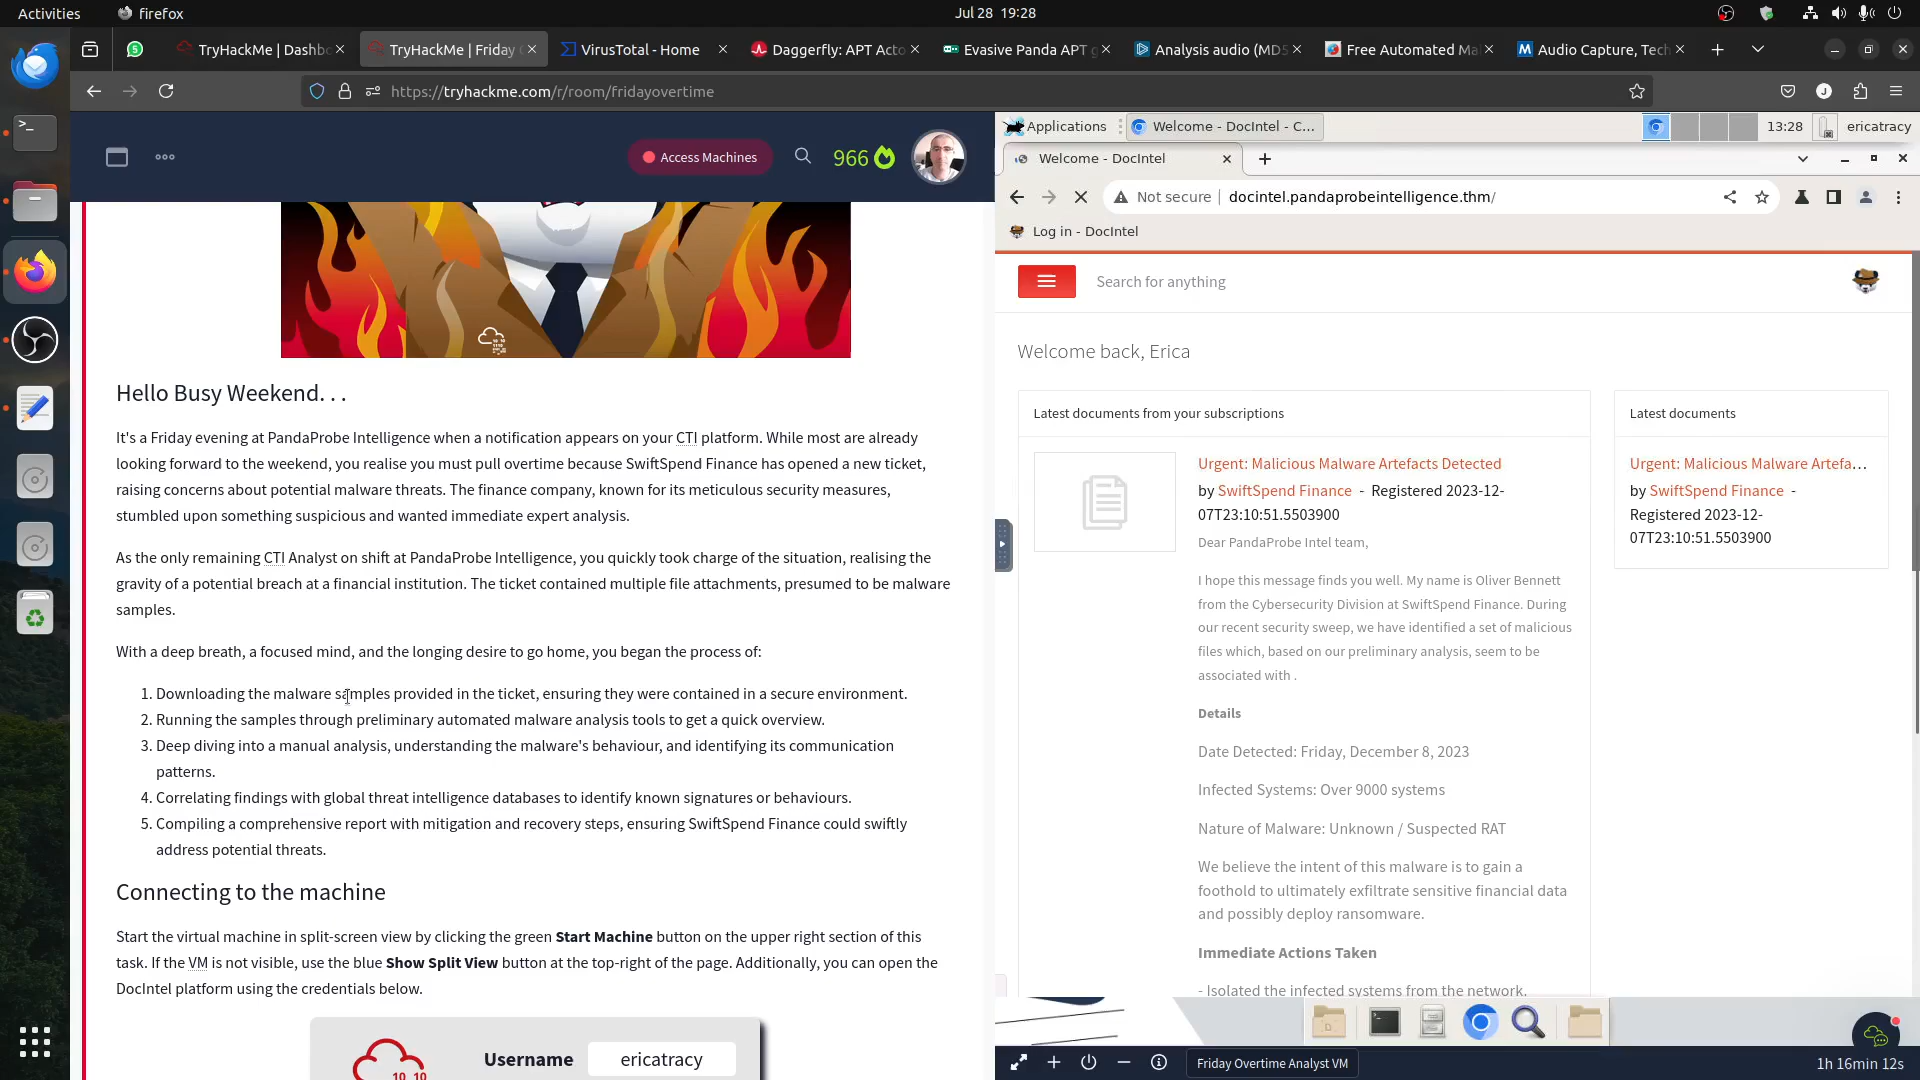 Activities
firefox
Jul 28 19:28
TryHackMe | Dashbo
TryHackMe | Friday
VirusTotal - Home
Daggerfly: APT Acto
Evasive Panda APT g
Analysis audio (MD5
Free Automated Ma
Audio Capture, Tech
https://tryhackme.com/r/room/fridayovertime
Access Machines
966
Applications
Welcome - DocIntel - C...
13:28
ericatracy
Welcome - DocIntel
Not secure
docintel.pandaprobeintelligence.thm/
Log in - DocIntel
Search for anything
Hello Busy Weekend. . .
It's a Friday evening at PandaProbe Intelligence when a notification appears on your CTI platform. While most are already
looking forward to the weekend, you realise you must pull overtime because SwiftSpend Finance has opened a new ticket,
raising concerns about potential malware threats. The finance company, known for its meticulous security measures,
stumbled upon something suspicious and wanted immediate expert analysis.
As the only remaining CTI Analyst on shift at PandaProbe Intelligence, you quickly took charge of the situation, realising the
gravity of a potential breach at a financial institution. The ticket contained multiple file attachments, presumed to be malware
samples.
With a deep breath, a focused mind, and the longing desire to go home, you began the process of:
1. Downloading the malware samples provided in the ticket, ensuring they were contained in a secure environment.
2. Running the samples through preliminary automated malware analysis tools to get a quick overview.
3. Deep diving into a manual analysis, understanding the malware's behaviour, and identifying its communication
patterns.
4. Correlating findings with global threat intelligence databases to identify known signatures or behaviours.
5. Compiling a comprehensive report with mitigation and recovery steps, ensuring SwiftSpend Finance could swiftly
address potential threats.
Connecting to the machine
Start the virtual machine in split-screen view by clicking the green Start Machine button on the upper right section of this
task. If the VM is not visible, use the blue Show Split View button at the top-right of the page. Additionally, you can open the
DocIntel platform using the credentials below.
Username
ericatracy
Welcome back, Erica
Latest documents from your subscriptions
Urgent: Malicious Malware Artefacts Detected
by SwiftSpend Finance - Registered 2023-12-
07T23:10:51.5503900
Dear PandaProbe Intel team,
I hope this message finds you well. My name is Oliver Bennett
from the Cybersecurity Division at SwiftSpend Finance. During
our recent security sweep, we have identified a set of malicious
files which, based on our preliminary analysis, seem to be
associated with .
Details
Date Detected: Friday, December 8, 2023
Infected Systems: Over 9000 systems
Nature of Malware: Unknown / Suspected RAT
We believe the intent of this malware is to gain a
foothold to ultimately exfiltrate sensitive financial data
and possibly deploy ransomware.
Immediate Actions Taken
- Isolated the infected systems from the network.
Latest documents
Urgent: Malicious Malware Artefa...
by SwiftSpend Finance -
Registered 2023-12-
07T23:10:51.5503900
Friday Overtime Analyst VM
1h 16min 12s